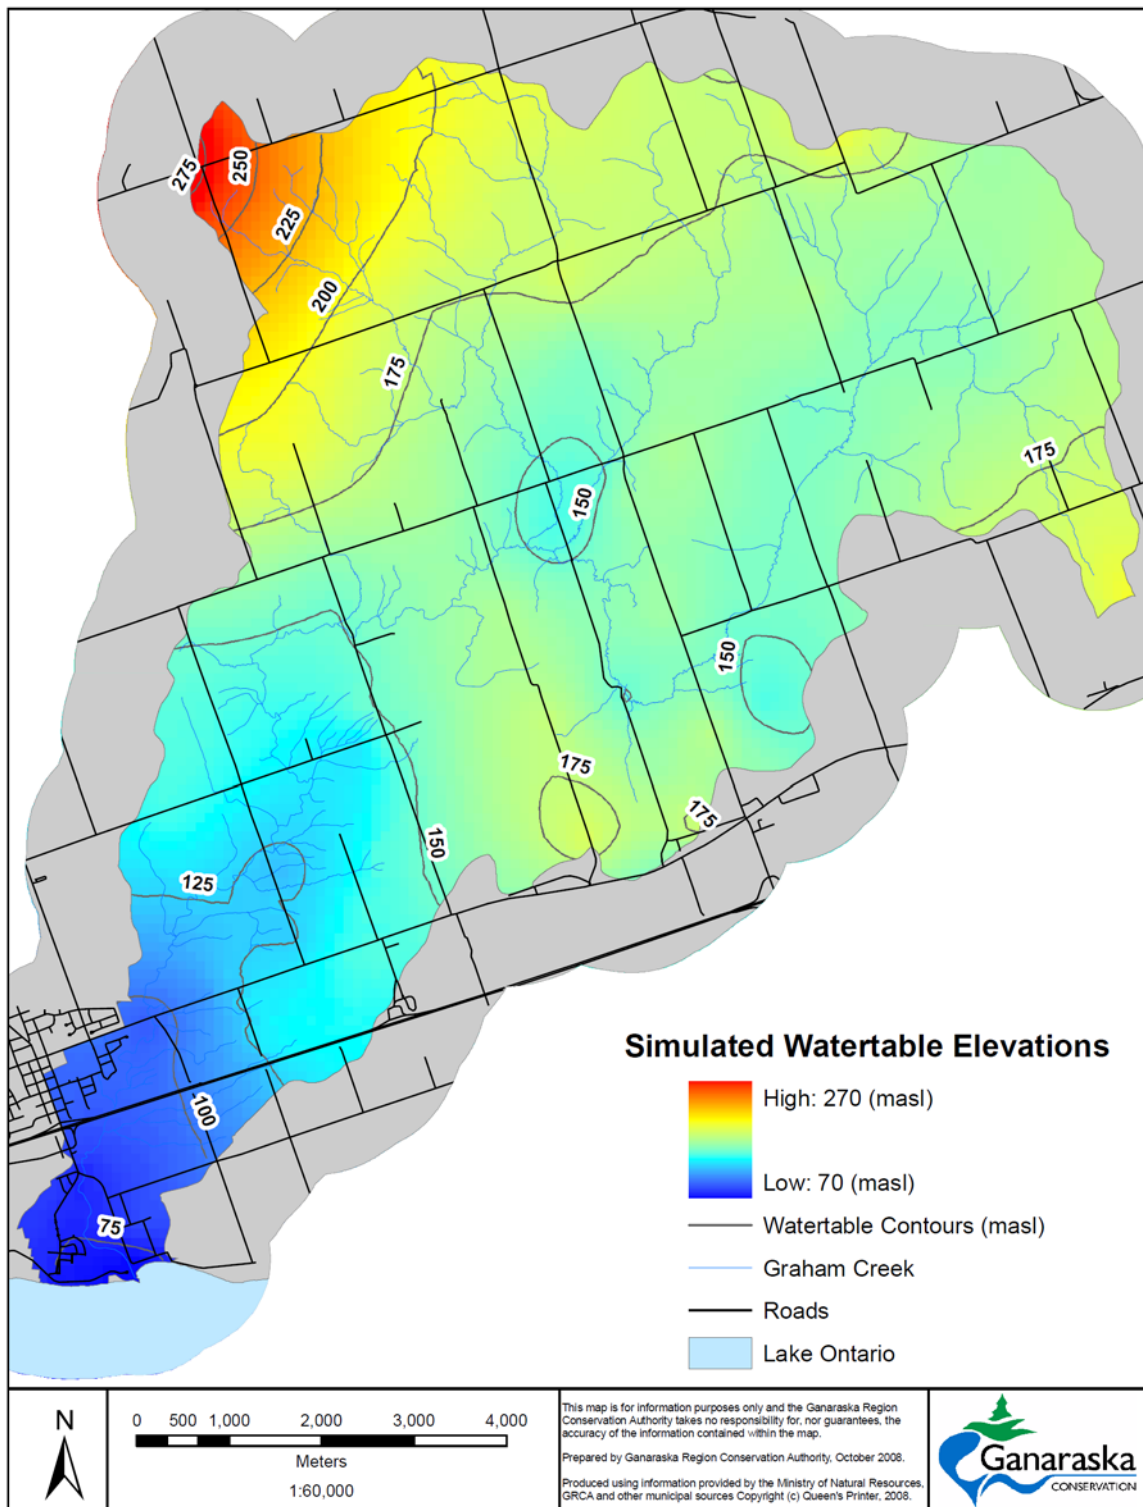 275
250
225
200
175
175
150
150
175
175
150
125
100
75
Simulated Watertable Elevations
High: 270 (masl)
Low: 70 (masl)
Watertable Contours (masl)
Graham Creek
Roads
Lake Ontario
N
0 500 1,000 2,000 3,000 4,000
Meters
1:60,000
This map is for information purposes only and the Ganaraska Region
Conservation Authority takes no responsibility for, nor guarantees, the
accuracy of the information contained within the map.
Prepared by Ganaraska Region Conservation Authority, October 2008.
Produced using information provided by the Ministry of Natural Resources,
GRCA and other municipal sources Copyright (c) Queen's Printer, 2008.
Ganaraska
CONSERVATION